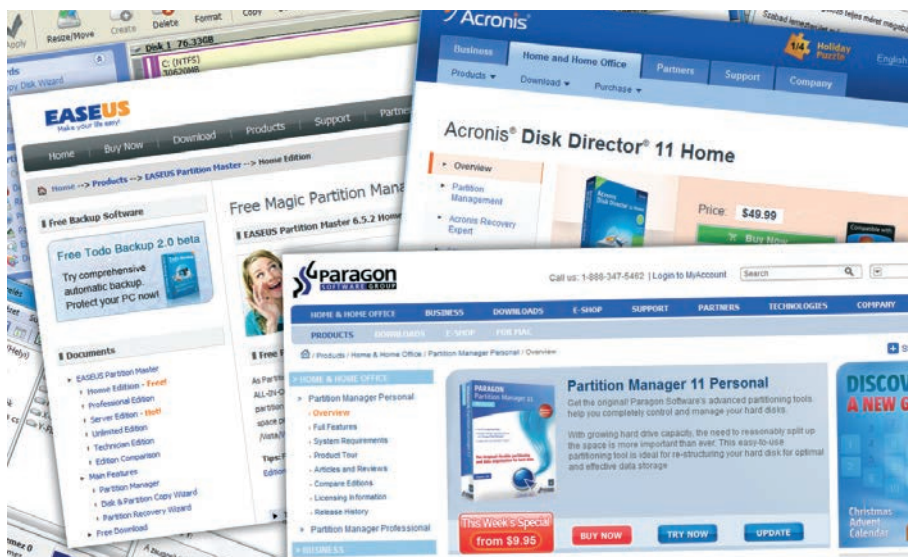 Apply
Resize/Move
Create
Delete
Format
Copy
Disk 1 76.33GB
C: (NTFS)
30620MB
Copy Disk Wizard
EASEUS
Make your life easy!
Home
Buy Now
Download
Products
Support
Home --> Products --> EASEUS Partition Master --> Home Edition
Free Backup Software
Free Todo Backup 2.0 beta
Try comprehensive
automatic backup.
Protect your PC now!
Documents
EASEUS Partition Master
Home Edition - Free!
Professional Edition
Server Edition - Hot!
Unlimited Edition
Technician Edition
Edition Comparison
Main Features
Partition Manager
Disk & Partition Copy Wizard
Partition Recovery Wizard
Free Download
Free Magic Partition
EASEUS Partition Master 6.5.2
Acronis®
1/4
Holiday
Puzzle
English
Business
Home and Home Office
Partners
Support
Company
Products
Download
Purchase
Acronis® Disk Director® 11 Home
Overview
Partition
Management
Acronis Recovery
Expert
Price: $49.99
Buy Now
Compatible with
PARAGON
SOFTWARE GROUP
Call us: 1-888-347-5462 | Login to MyAccount
Search
HOME & HOME OFFICE
BUSINESS
DOWNLOADS
E-SHOP
SUPPORT
PARTNERS
TECHNOLOGIES
COMPANY
PRODUCTS
DOWNLOADS
E-SHOP
FOR MAC
/ Products / Home & Home Office / Partition Manager Personal / Overview
HOME & HOME OFFICE
Partition Manager Personal
Overview
Full Features
System Requirements
Product Tour
Articles and Reviews
Compare Editions
Licensing Information
Release History
Partition Manager Professional
BUSINESS
PARAGON
Partition Manager 11
Partition Manager 11 Personal
Get the original! Paragon Software's advanced partitioning tools
help you completely control and manage your hard disks.
With growing hard drive capacity, the need to reasonably split up
the space is more important than ever. This easy-to-use
partitioning tool is ideal for re-structuring your hard disk for optimal
and effective data storage
This Week's Special
from $9.95
BUY NOW
TRY NOW
UPDATE
A NEW
Christmas
Advent
Calendar